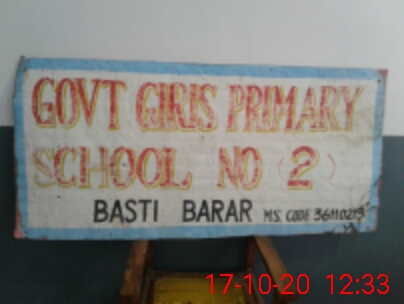 GOVT GIRLS PRIMARY
SCHOOL NO (2)
BASTI BARAR M.S. CODE 36110219
17-10-20 12:33